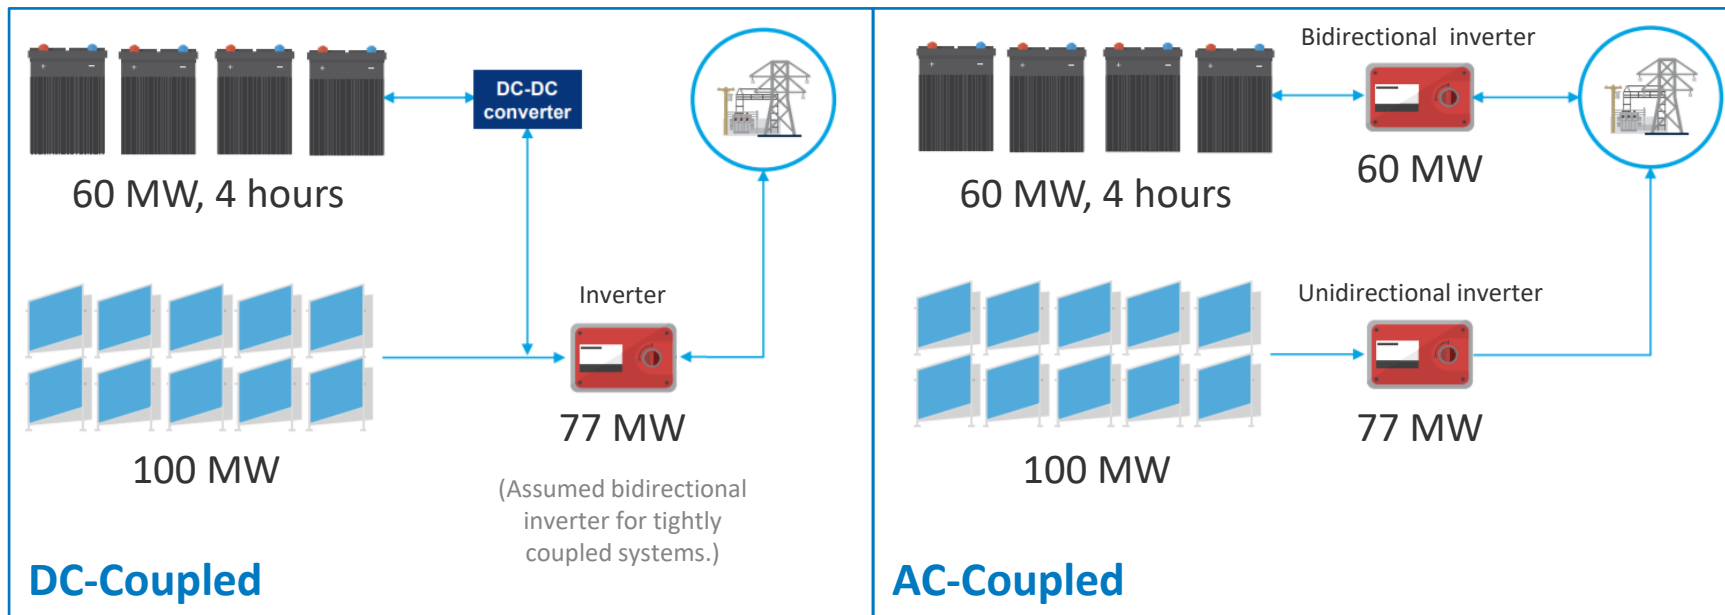 DC-DC
converter
60 MW, 4 hours
Inverter
77 MW
100 MW
(Assumed bidirectional
inverter for tightly
coupled systems.)
DC-Coupled
Bidirectional inverter
60 MW
60 MW, 4 hours
Unidirectional inverter
77 MW
100 MW
AC-Coupled